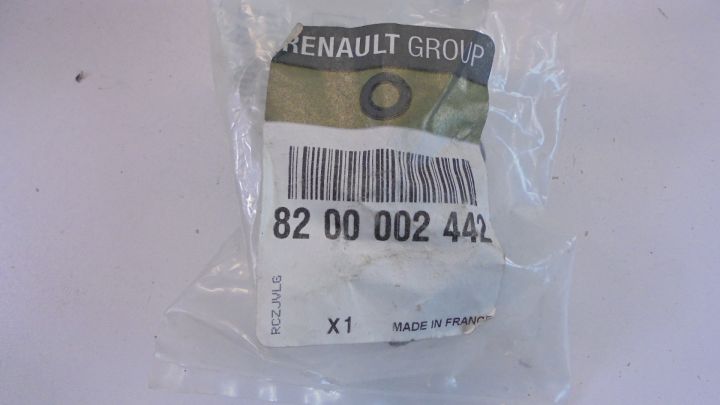 RENAULT GROUP
82 00 002 442
RCZJVLG
X1
MADE IN FRANCE